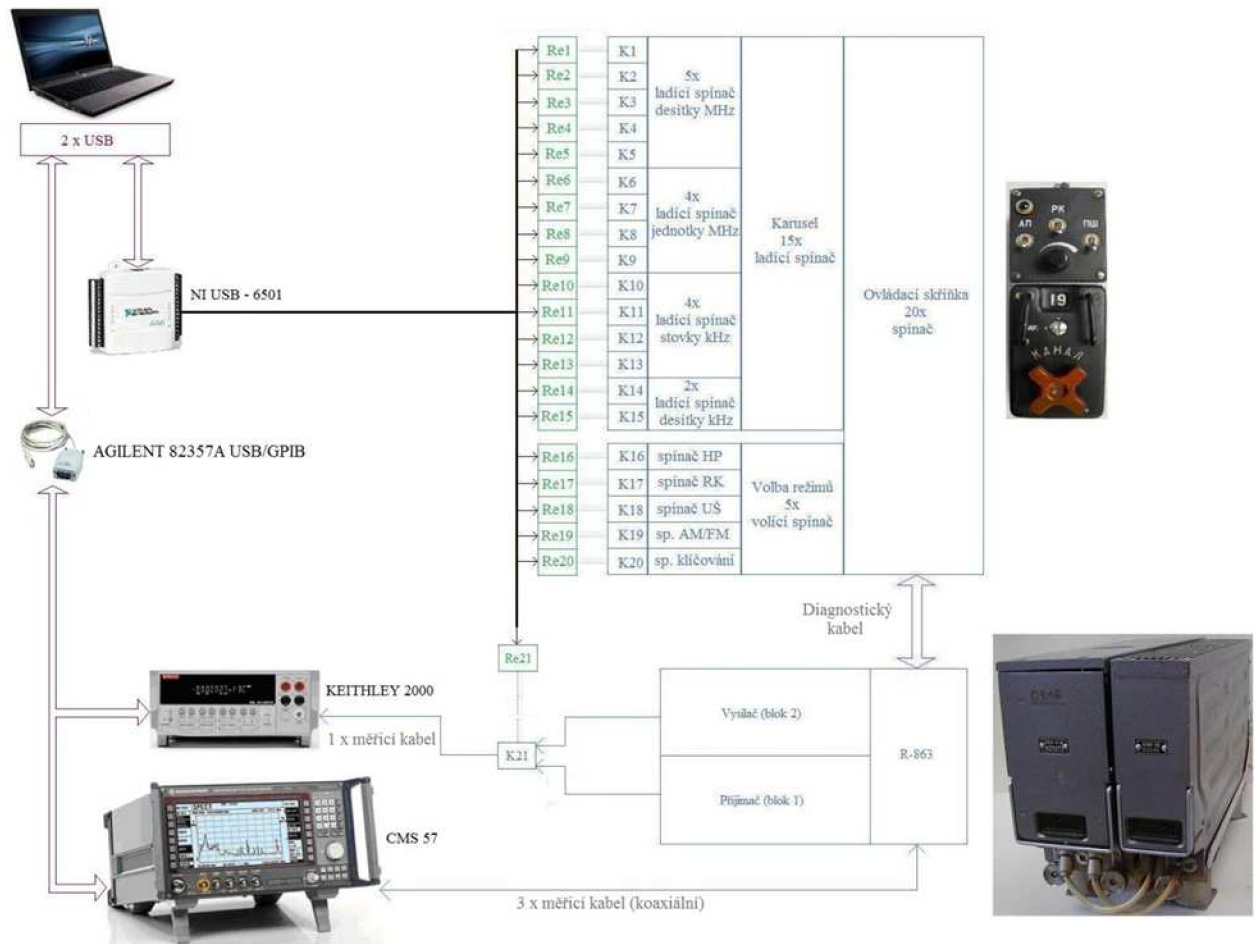 2 x USB
NI USB - 6501
AGILENT 82357A USB/GPIB
KEITHLEY 2000
1 x měřicí kabel
CMS 57
3 x měřicí kabel (koaxiální)
Re1
Re2
Re3
Re4
Re5
Re6
Re7
Re8
Re9
Re10
Re11
Re12
Re13
Re14
Re15
Re16
Re17
Re18
Re19
Re20
Re21
K1
K2
K3
K4
K5
K6
K7
K8
K9
K10
K11
K12
K13
K14
K15
K16
K17
K18
K19
K20
K21
5x
ladící spínač
desítky MHz
4x
ladící spínač
jednotky MHz
4x
ladící spínač
stovky kHz
2x
ladící spínač
desítky kHz
spínač HP
spínač RK
spínač UŠ
sp. AM/FM
sp. klíčování
Karusel
15x
ladící spínač
Volba režimů
5x
volící spínač
Ovládací skříňka
20x
spínač
Diagnostický
kabel
Vysílač (blok 2)
Přijímač (blok 1)
R-863
РК
АП
ПШ
19
КАНАЛ